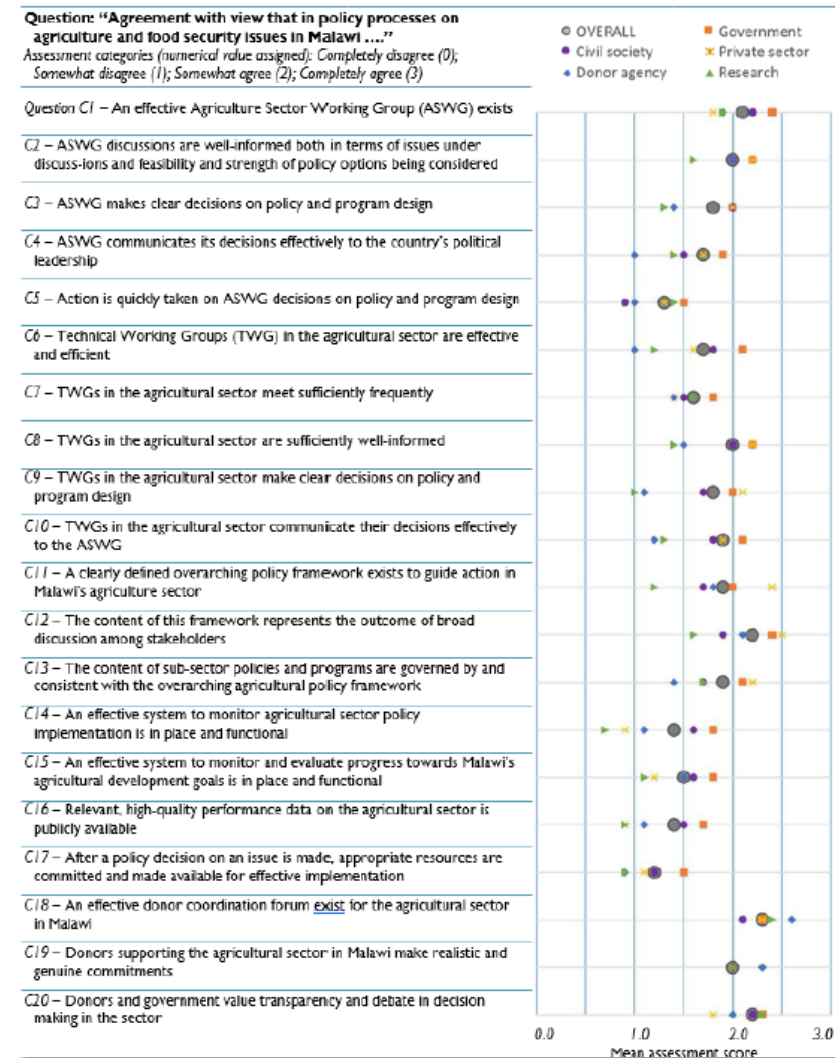 Question: “Agreement with view that in policy processes on
agriculture and food security issues in Malawi ….”
Assessment categories (numerical value assigned): Completely disagree (0);
Somewhat disagree (1); Somewhat agree (2); Completely agree (3)
OVERALL
Government
Civil society
Private sector
Donor agency
Research
Question C1 – An effective Agriculture Sector Working Group (ASWG) exists
C2 – ASWG discussions are well-informed both in terms of issues under
discuss-ions and feasibility and strength of policy options being considered
C3 – ASWG makes clear decisions on policy and program design
C4 – ASWG communicates its decisions effectively to the country’s political
leadership
C5 – Action is quickly taken on ASWG decisions on policy and program design
C6 – Technical Working Groups (TWG) in the agricultural sector are effective
and efficient
C7 – TWGs in the agricultural sector meet sufficiently frequently
C8 – TWGs in the agricultural sector are sufficiently well-informed
C9 – TWGs in the agricultural sector make clear decisions on policy and
program design
C10 – TWGs in the agricultural sector communicate their decisions effectively
to the ASWG
C11 – A clearly defined overarching policy framework exists to guide action in
Malawi’s agriculture sector
C12 – The content of this framework represents the outcome of broad
discussion among stakeholders
C13 – The content of sub-sector policies and programs are governed by and
consistent with the overarching agricultural policy framework
C14 – An effective system to monitor agricultural sector policy
implementation is in place and functional
C15 – An effective system to monitor and evaluate progress towards Malawi’s
agricultural development goals is in place and functional
C16 – Relevant, high-quality performance data on the agricultural sector is
publicly available
C17 – After a policy decision on an issue is made, appropriate resources are
committed and made available for effective implementation
C18 – An effective donor coordination forum exist for the agricultural sector
in Malawi
C19 – Donors supporting the agricultural sector in Malawi make realistic and
genuine commitments
C20 – Donors and government value transparency and debate in decision
making in the sector
0.0 1.0 2.0 3.0
Mean assessment score